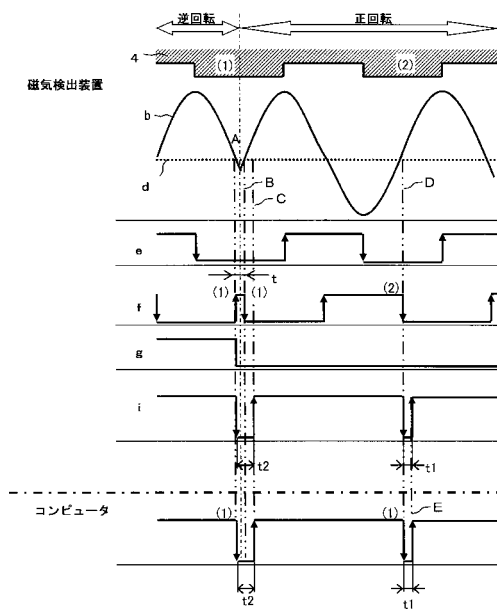 逆回転 正回転
4 (1) (2)
磁気検出装置
b
A
B
d C D
e
t
(1) (1) (2)
f
g
i
t2 t1
E
コンピュータ (1) (1)
t2 t1